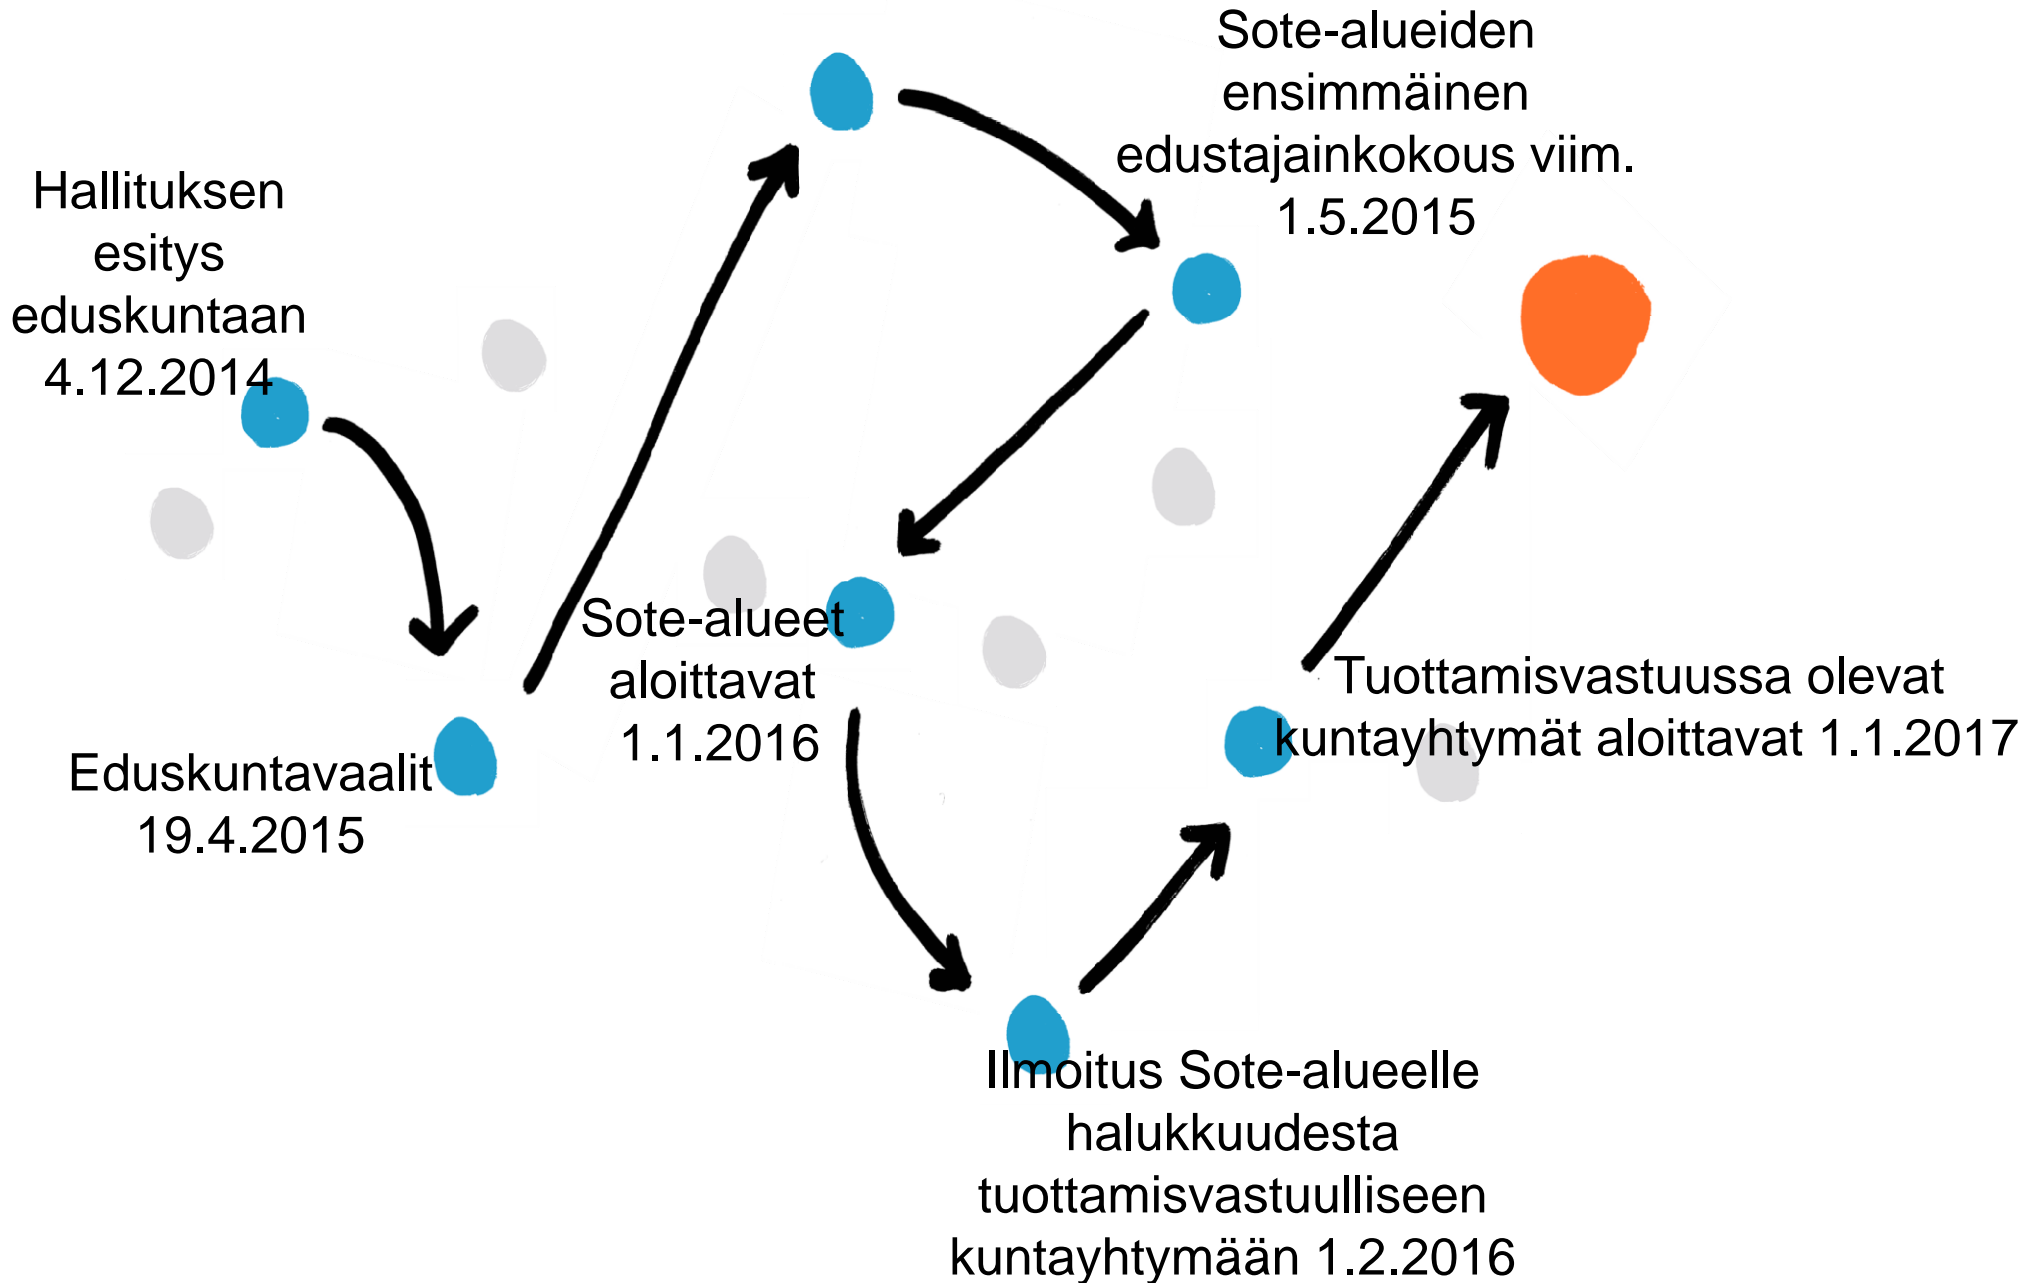 Hallituksen
esitys
eduskuntaan
4.12.2014
Eduskuntavaalit
19.4.2015
Sote-alueiden
ensimmäinen
edustajainkokous viim.
1.5.2015
Sote-alueet
aloittavat
1.1.2016
Ilmoitus Sote-alueelle
halukkuudesta
tuottamisvastuulliseen
kuntayhtymään 1.2.2016
Tuottamisvastuussa olevat
kuntayhtymät aloittavat 1.1.2017